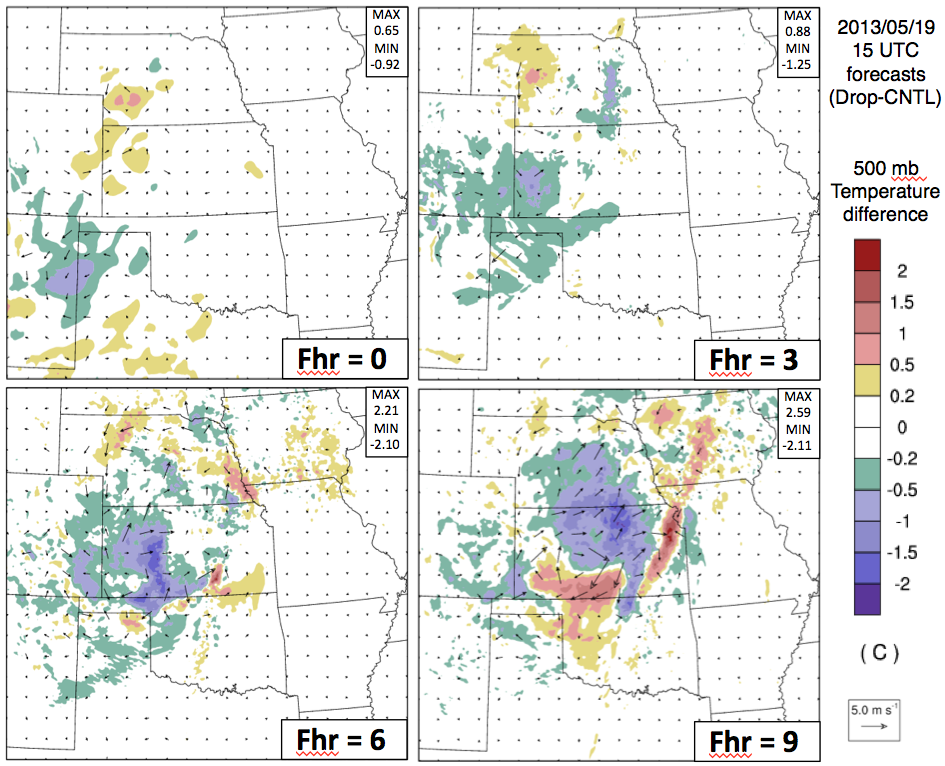 MAX
0.65
MIN
-0.92
Fhr = 0
MAX
0.88
MIN
-1.25
Fhr = 3
2013/05/19
15 UTC
forecasts
(Drop-CNTL)
500 mb
Temperature
difference
2
1.5
1
0.5
0.2
0
-0.2
-0.5
-1
-1.5
-2
( C )
5.0 m s⁻¹
MAX
2.21
MIN
-2.10
Fhr = 6
MAX
2.59
MIN
-2.11
Fhr = 9